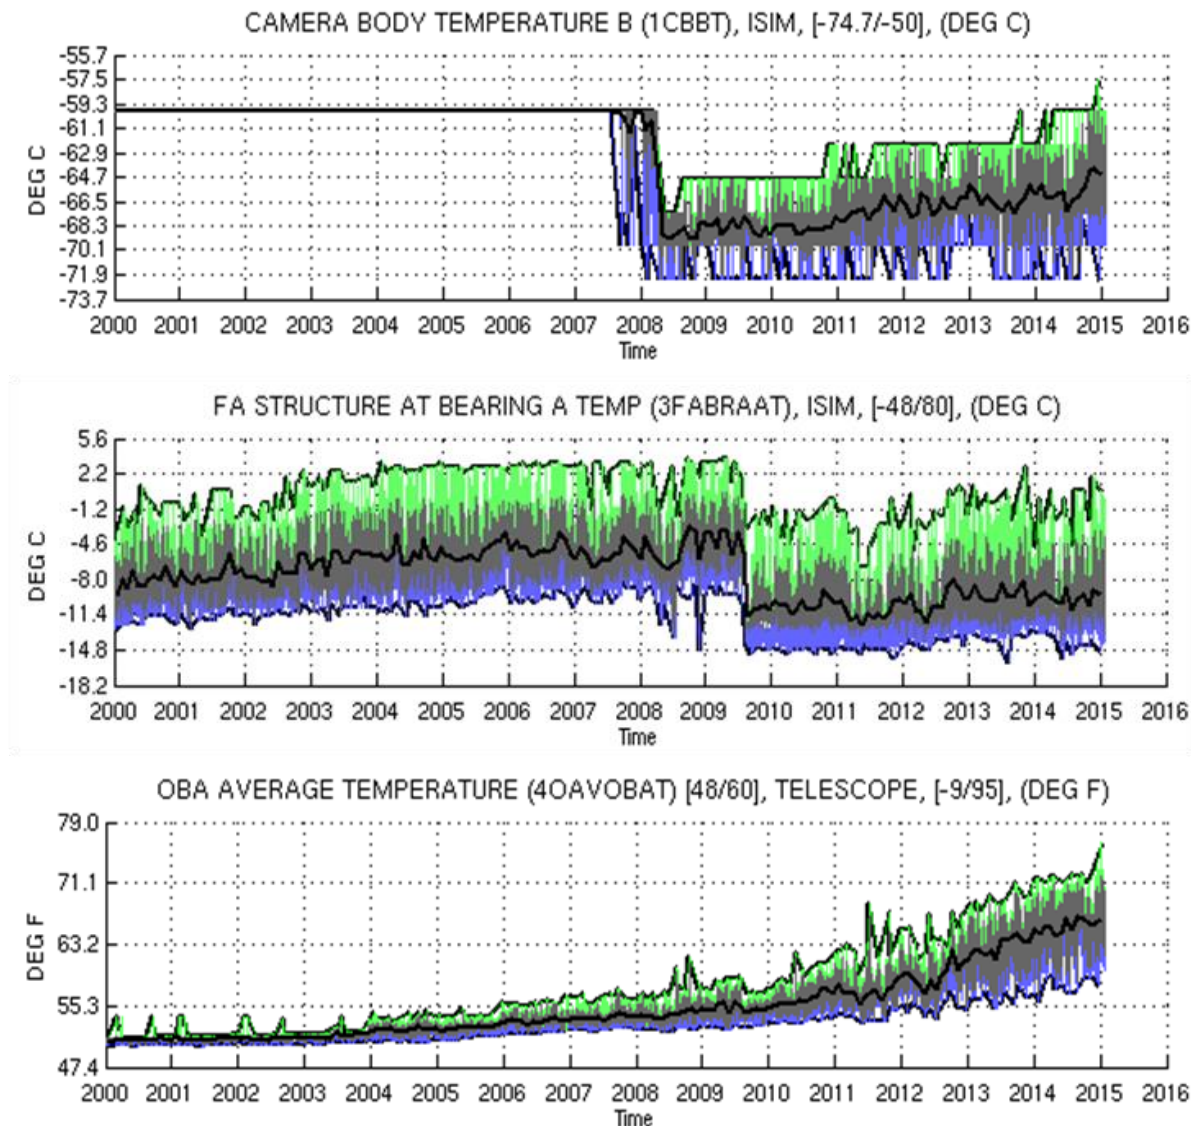 CAMERA BODY TEMPERATURE B (1CBBT), ISIM, [-74.7/-50], (DEG C)
-55.7
-57.5
-59.3
-61.1
-62.9
-64.7
-66.5
-68.3
-70.1
-71.9
-73.7
DEG C
2000 2001 2002 2003 2004 2005 2006 2007 2008 2009 2010 2011 2012 2013 2014 2015 2016
Time
FA STRUCTURE AT BEARING A TEMP (3FABRAAT), ISIM, [-48/80], (DEG C)
5.6
2.2
-1.2
-4.6
-8.0
-11.4
-14.8
-18.2
DEG C
2000 2001 2002 2003 2004 2005 2006 2007 2008 2009 2010 2011 2012 2013 2014 2015 2016
Time
OBA AVERAGE TEMPERATURE (4OAVOBAT) [48/60], TELESCOPE, [-9/95], (DEG F)
79.0
71.1
63.2
55.3
47.4
DEG F
2000 2001 2002 2003 2004 2005 2006 2007 2008 2009 2010 2011 2012 2013 2014 2015 2016
Time